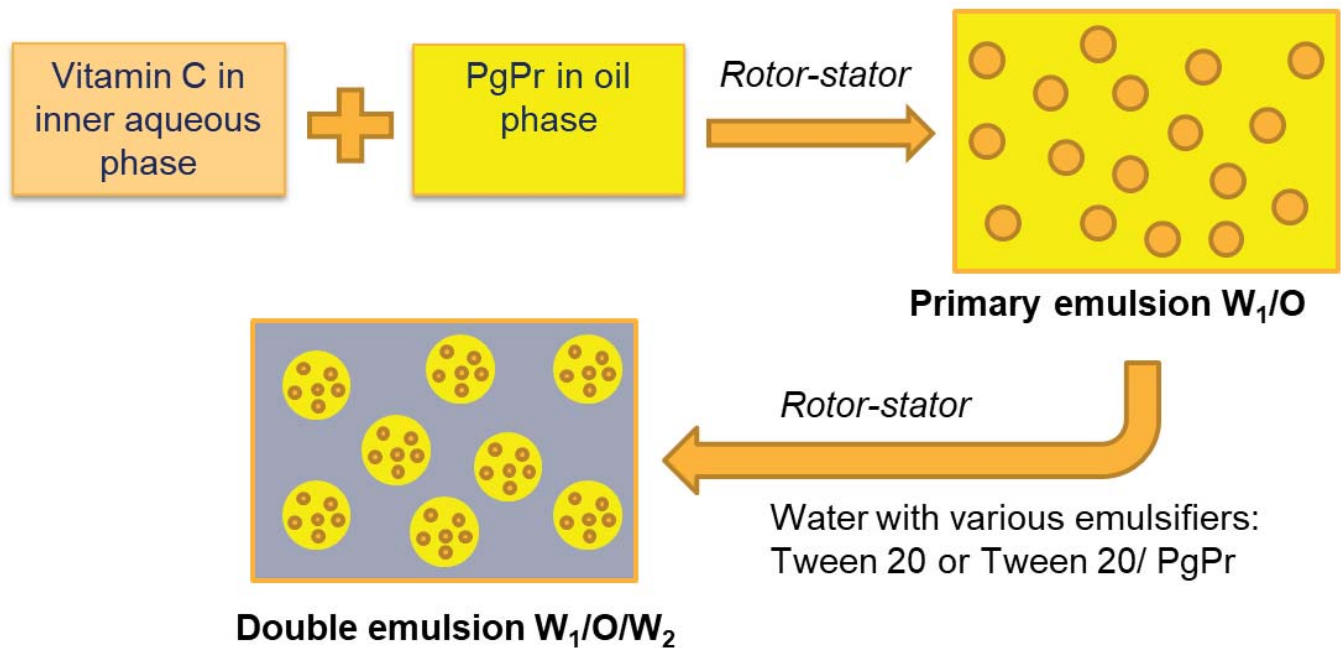 Vitamin C in
inner aqueous
phase
PgPr in oil
phase
Rotor-stator
Primary emulsion W₁/O
Rotor-stator
Water with various emulsifiers:
Tween 20 or Tween 20/ PgPr
Double emulsion W₁/O/W₂